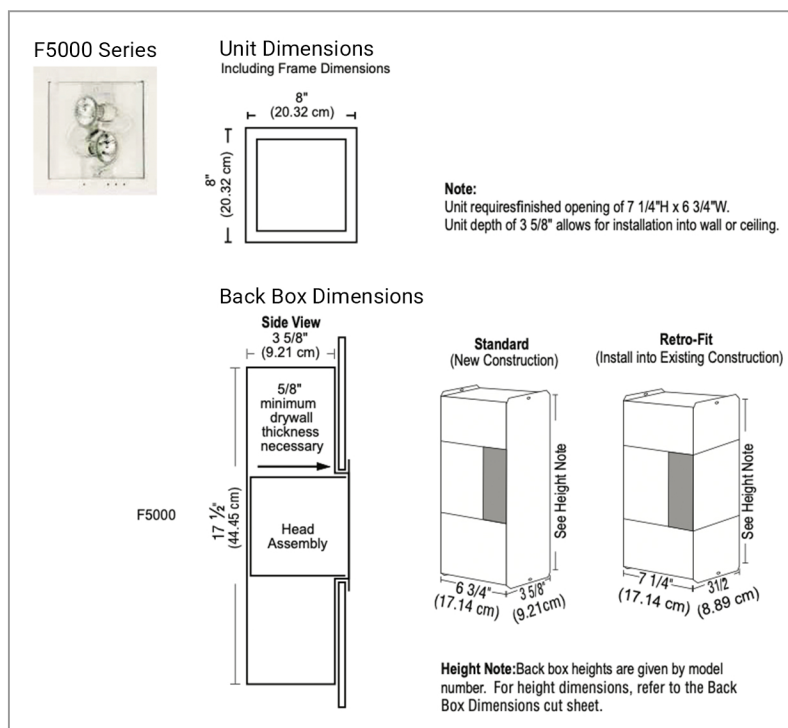 F5000 Series
Unit Dimensions
Including Frame Dimensions
8"
(20.32 cm)
8"
(20.32 cm)
Note:
Unit requiresfinished opening of 7 1/4"H x 6 3/4"W.
Unit depth of 3 5/8" allows for installation into wall or ceiling.
Back Box Dimensions
Side View
3 5/8"
(9.21 cm)
5/8"
minimum
drywall
thickness
necessary
F5000
17 ½"
(44.45 cm)
Head
Assembly
Standard
(New Construction)
See Height Note
6 3/4"
(17.14 cm)
3 5/8"
(9.21cm)
Retro-Fit
(Install into Existing Construction)
See Height Note
7 1/4"
(17.14 cm)
31/2
(8.89 cm)
Height Note:Back box heights are given by model
number. For height dimensions, refer to the Back
Box Dimensions cut sheet.